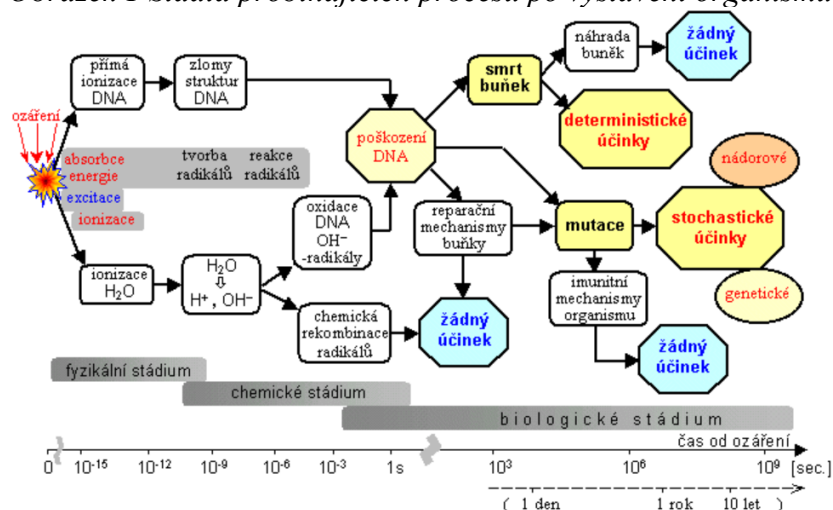 Obrázek 1 Stádia probíhajících procesů po vystavení organismu
ozáření
přímá
ionizace
DNA
zlomy
struktur
DNA
absorbce
energie
excitace
ionizace
tvorba
radikálů
reakce
radikálů
ionizace
H₂O
H₂O
⇩
H⁺, OH⁻
oxidace
DNA
OH⁻
-radikály
chemická
rekombinace
radikálů
poškození
DNA
smrt
buňek
náhrada
buněk
žádný
účinek
deterministické
účinky
reparační
mechanismy
buňky
žádný
účinek
mutace
imunitní
mechanismy
organismu
žádný
účinek
stochastické
účinky
nádorové
genetické
fyzikální stádium
chemické stádium
biologické stádium
čas od ozáření
0 10⁻¹⁵ 10⁻¹² 10⁻⁹ 10⁻⁶ 10⁻³ 1s 10³ 10⁶ 10⁹ [sec.]
( 1 den 1 rok 10 let )